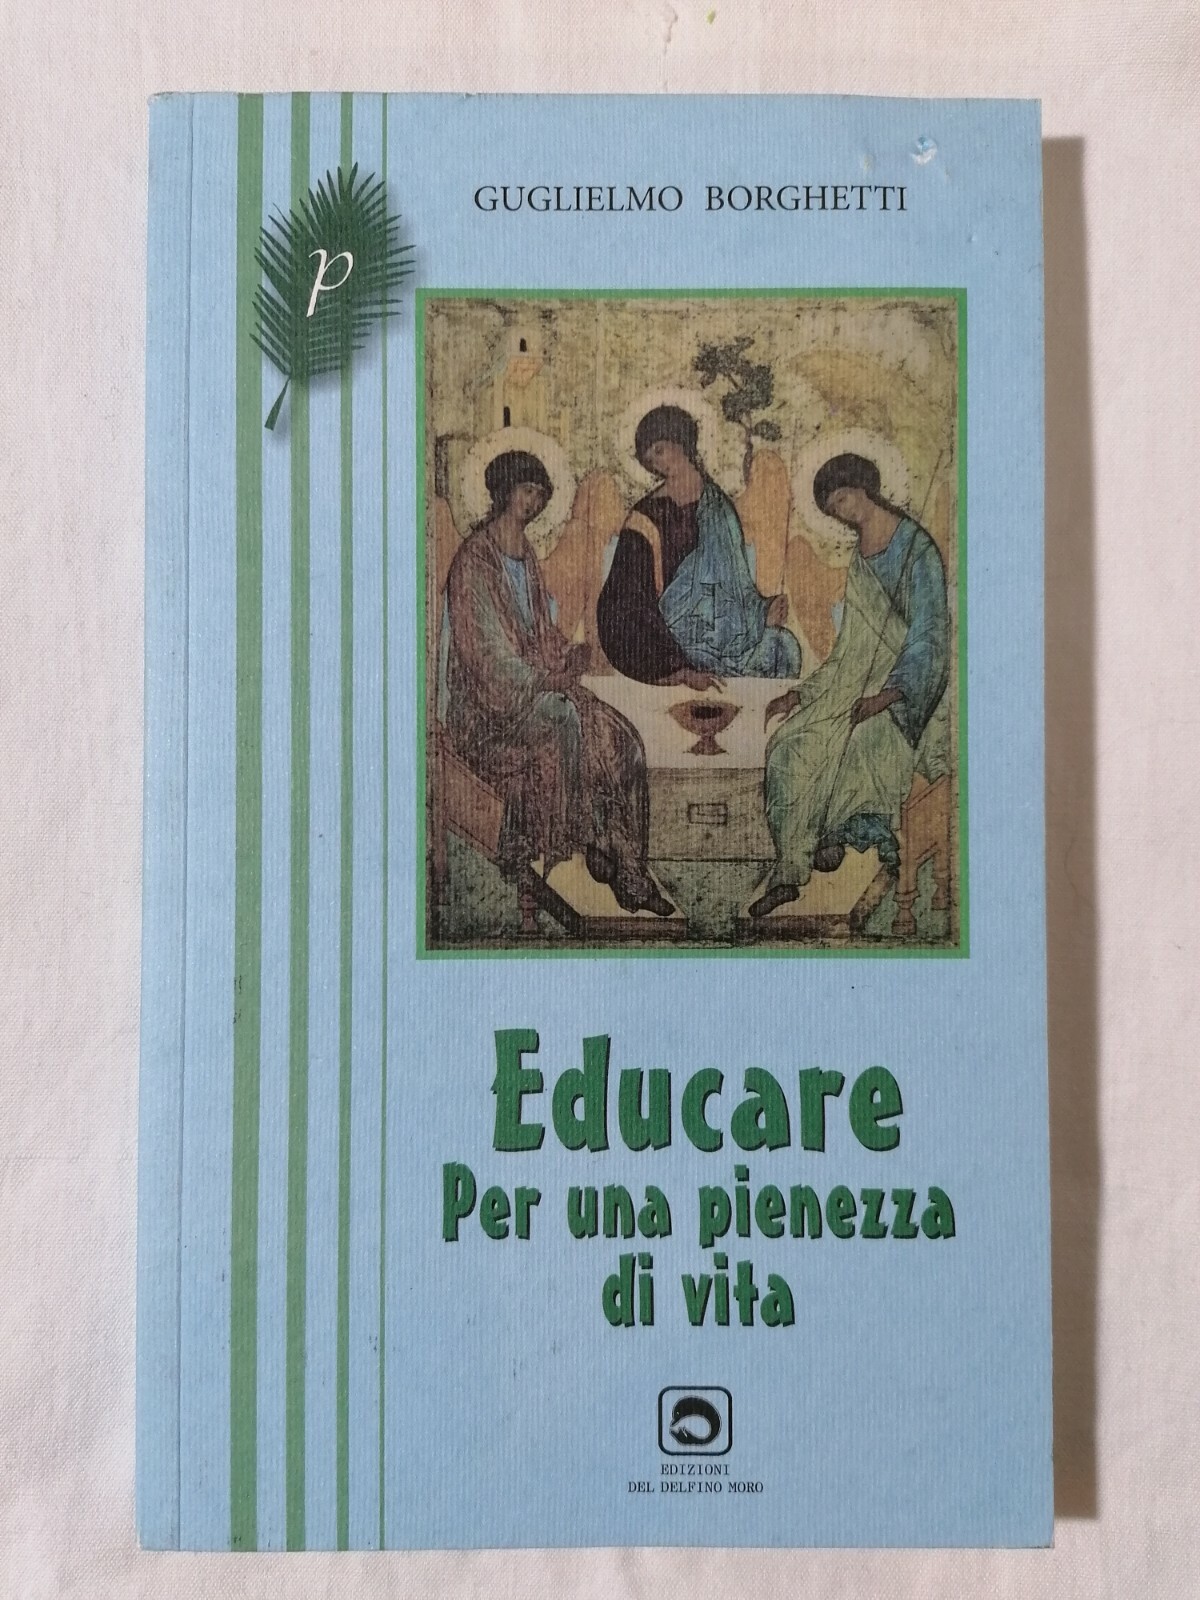 GUGLIELMO BORGHETTI
p
Educare
Per una pienezza
di vita
EDIZIONI
DEL DELFINO MORO